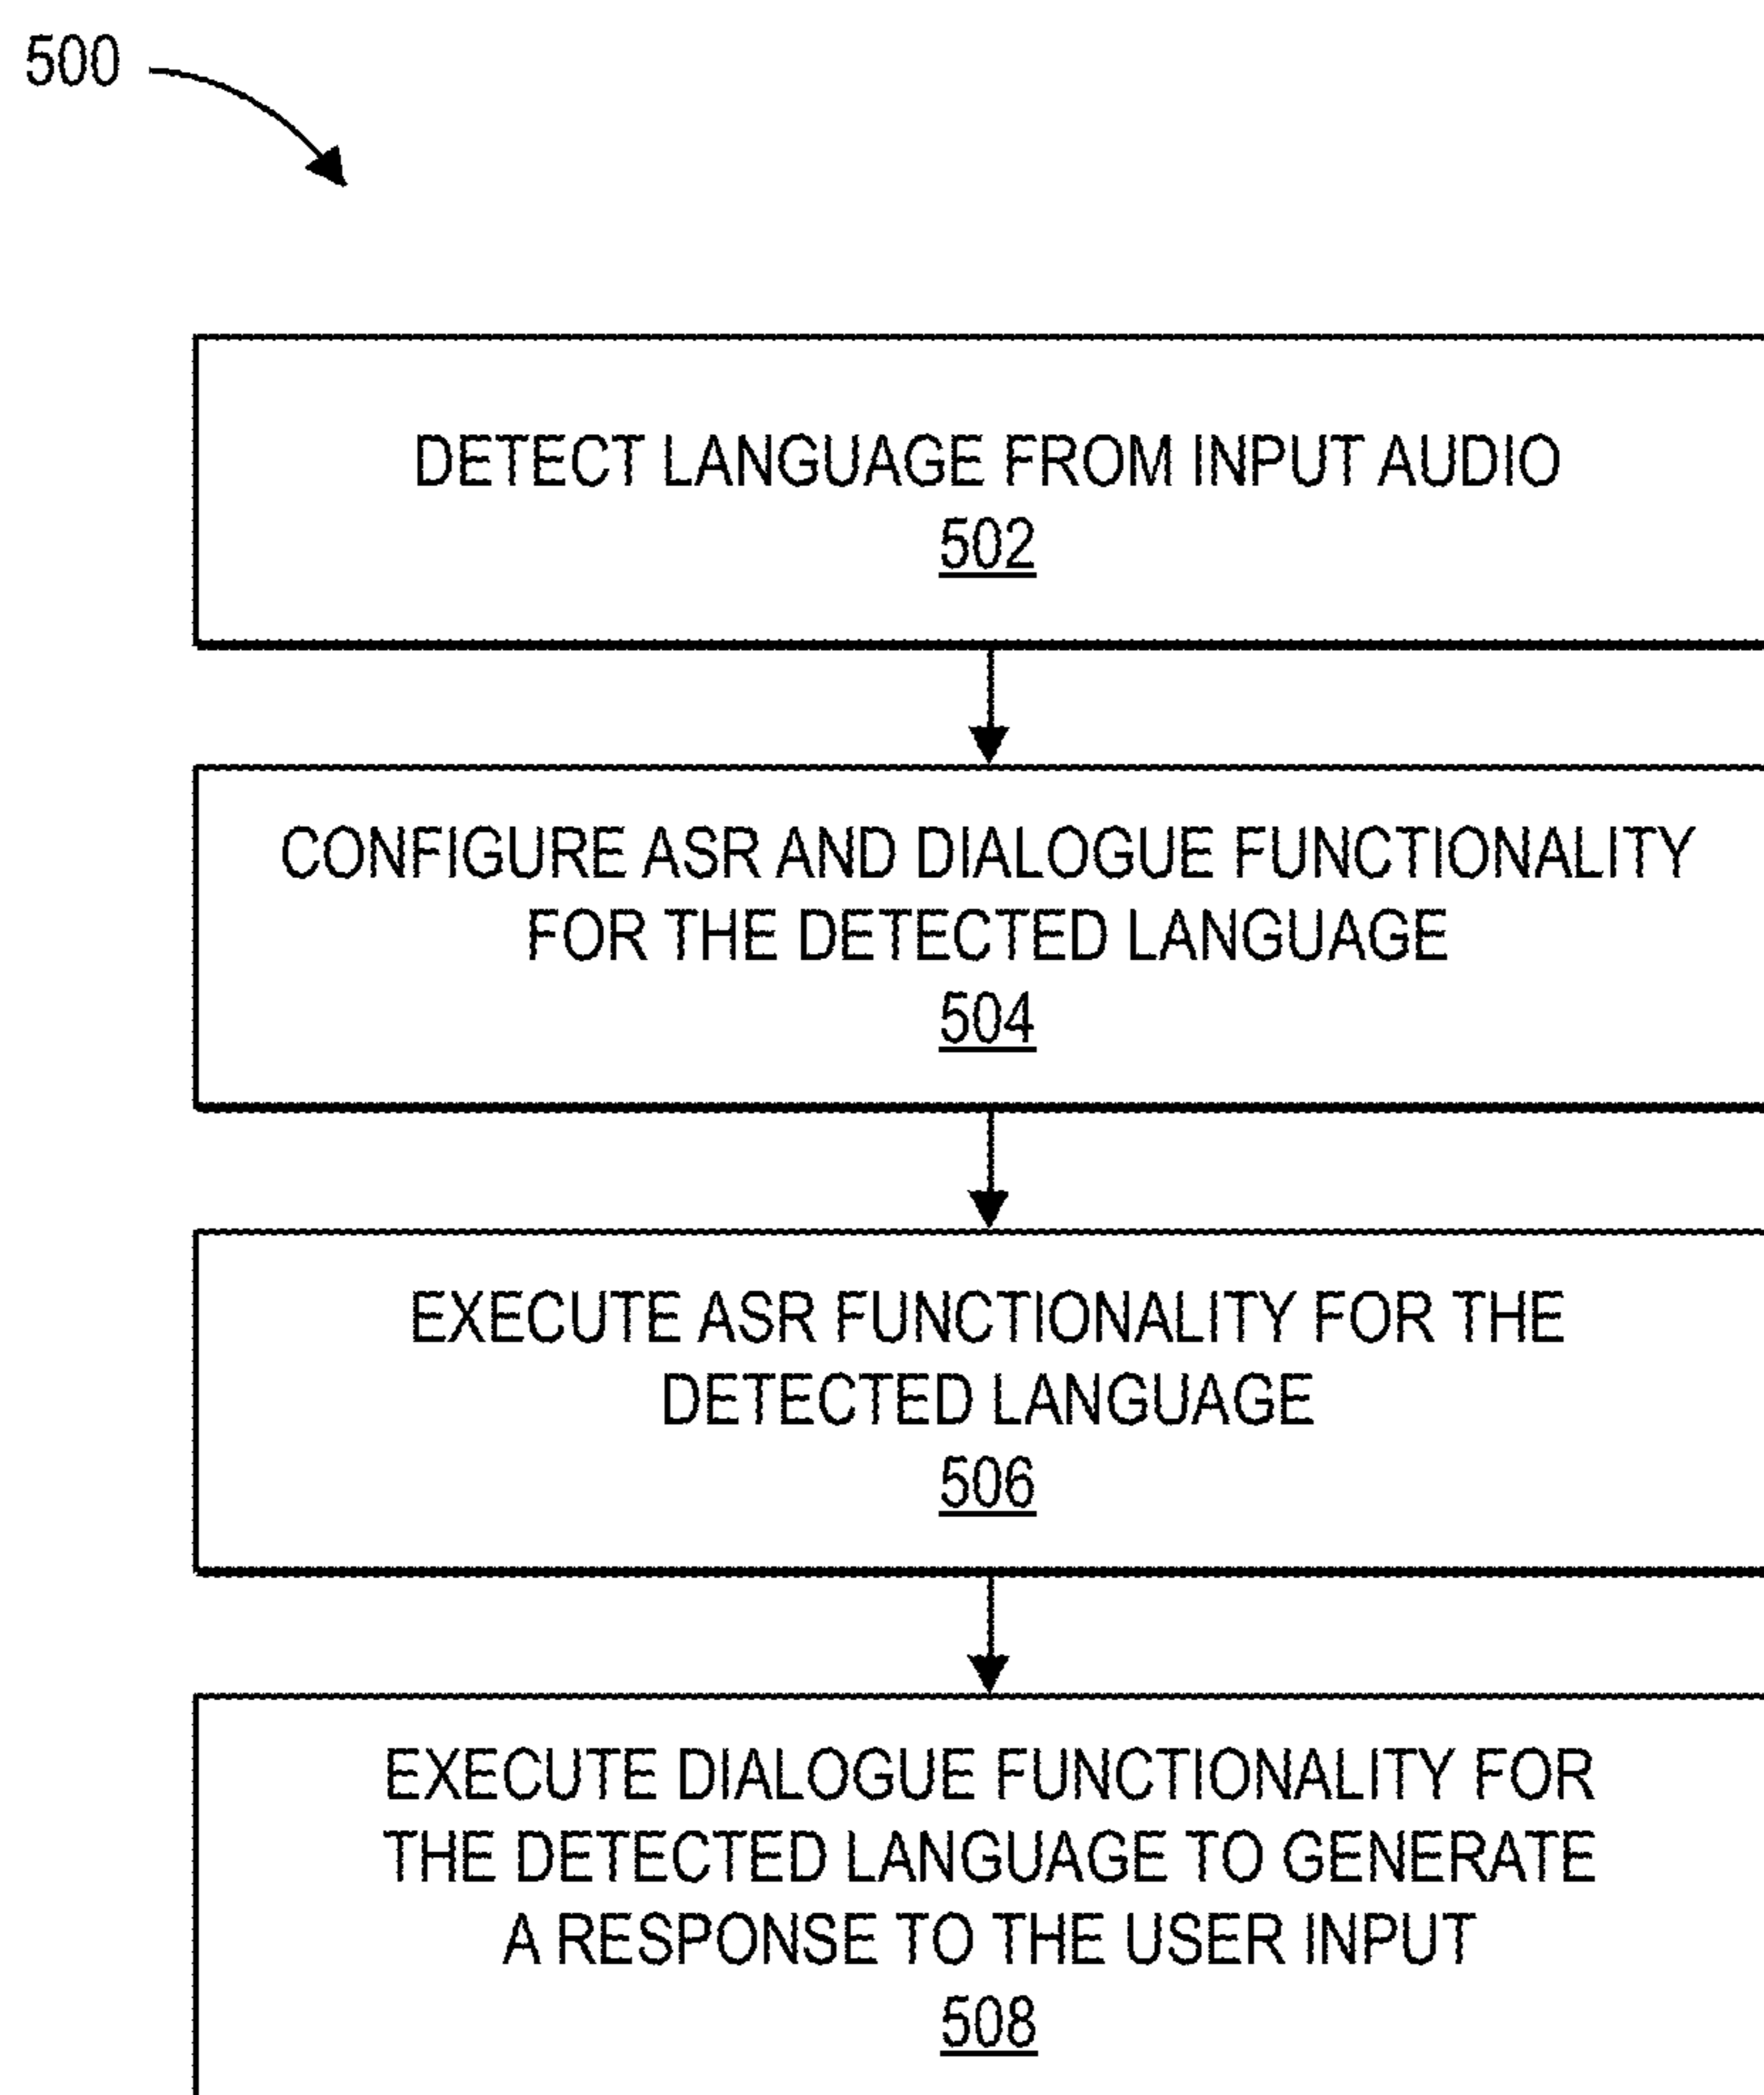 500
DETECT LANGUAGE FROM INPUT AUDIO
502
CONFIGURE ASR AND DIALOGUE FUNCTIONALITY
FOR THE DETECTED LANGUAGE
504
EXECUTE ASR FUNCTIONALITY FOR THE
DETECTED LANGUAGE
506
EXECUTE DIALOGUE FUNCTIONALITY FOR
THE DETECTED LANGUAGE TO GENERATE
A RESPONSE TO THE USER INPUT
508